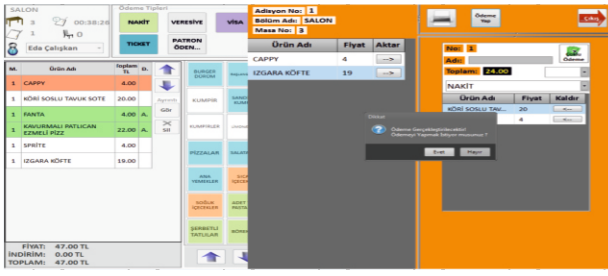 SALON
3
00:38:28
1
0
Eda Çalışkan
Ödeme Tipleri
NAKİT
VERESİYE
VİSA
TICKET
PATRON
ÖDEN...
M.
Ürün Adı
Toplam
TL
D.
1 CAPPY 4.00
1 KÖRİ SOSLU TAVUK SOTE 20.00
1 FANTA 4.00 A.
1 KAVURMALI PATLICAN
EZMELİ PİZZ 22.00 A.
1 SPRİTE 4.00
1 IZGARA KÖFTE 19.00
Ayrıntı
Gör
Sil
BURGER
DÜRÜM
KUMPİR
KUMPİRLER
PİZZALAR
ANA
YEMEKLER
SOĞUK
İÇECEKLER
ŞERBETLİ
TATLILAR
FİYAT: 47.00 TL
İNDİRİM: 0.00 TL
TOPLAM: 47.00 TL
Adisyon No: 1
Bölüm Adı: SALON
Masa No: 3
Ürün Adı Fiyat Aktar
CAPPY 4 -->
IZGARA KÖFTE 19 -->
Ödeme
Yap
Çıkış
No: 1
Adı:
Ödeme
Toplam: 24.00
NAKİT
Ürün Adı Fiyat Kaldır
KÖRİ SOSLU TAV... 20 <---
4 <---
Dikkat
Ödeme Gerçekleştirilecektir!
Ödemeyi Yapmak İstiyor musunuz ?
Evet
Hayır